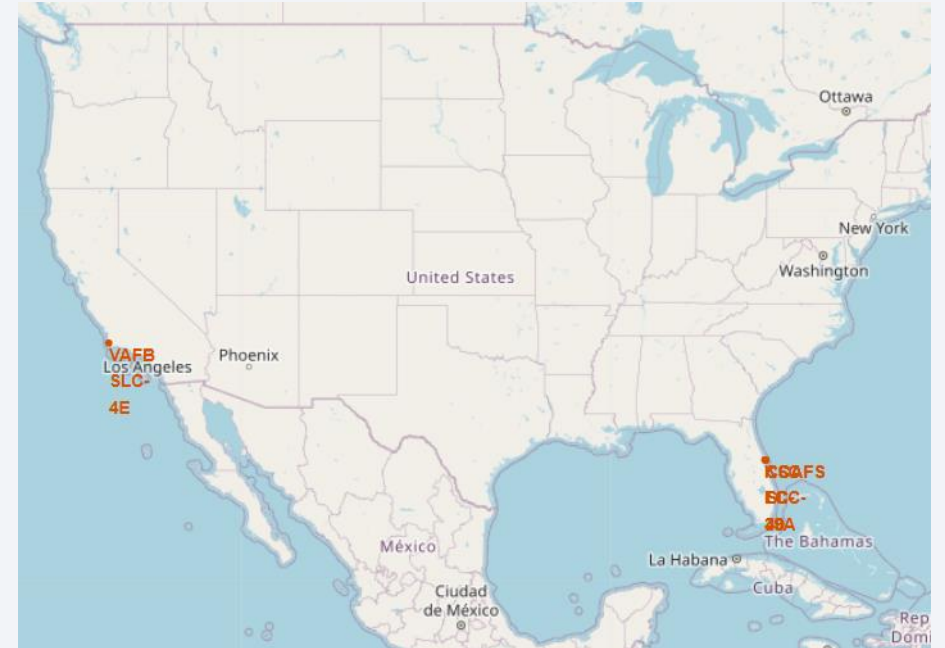 Ottawa
New York
United States
Washington
VAFB
Los Angeles
Phoenix
SLC-
4E
México
The Bahamas
La Habana
Cuba
Ciudad
de México
Rep
Domi